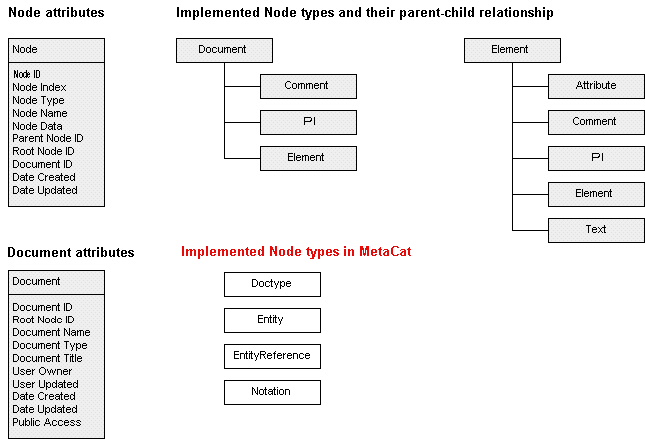 Node attributes
Implemented Node types and their parent-child relationship
Node
Node ID
Node Index
Node Type
Node Name
Node Data
Parent Node ID
Root Node ID
Document ID
Date Created
Date Updated
Document
Comment
PI
Element
Element
Attribute
Comment
PI
Element
Text
Document attributes
Implemented Node types in MetaCat
Document
Document ID
Root Node ID
Document Name
Document Type
Document Title
User Owner
User Updated
Date Created
Date Updated
Public Access
Doctype
Entity
EntityReference
Notation